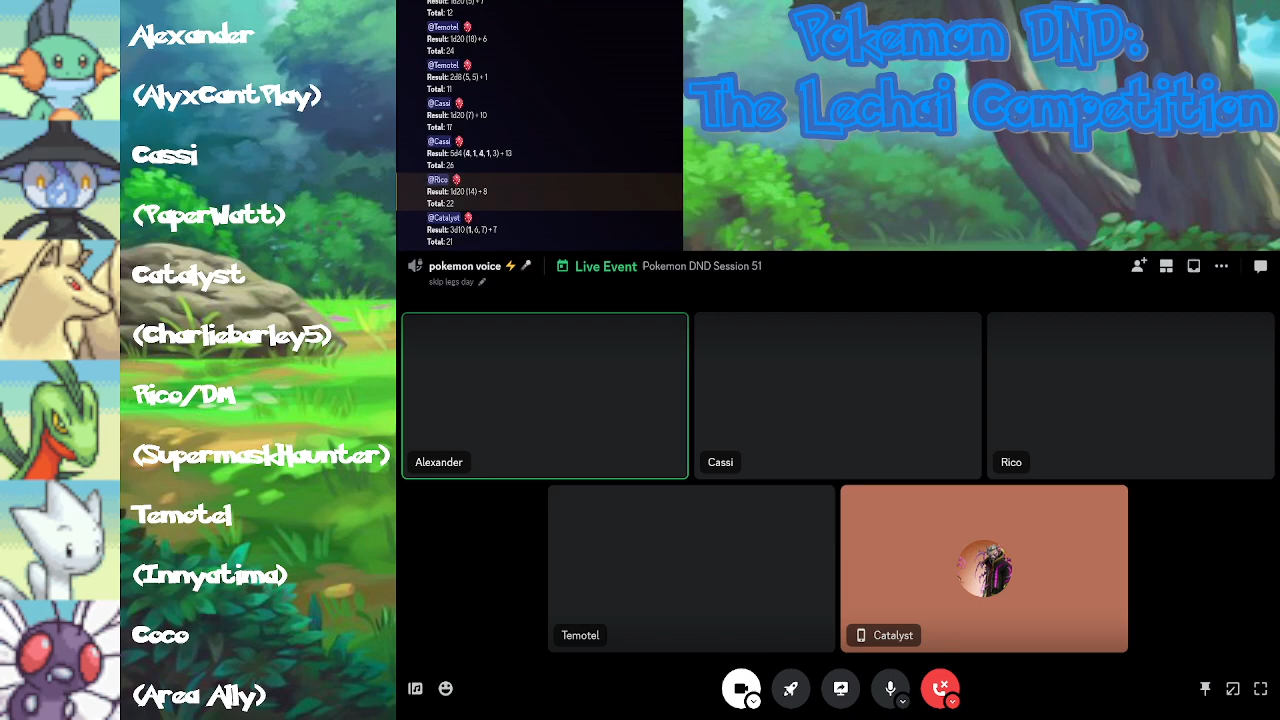 Alexander
(AlyxCantPlay)
Cassi
(PaperWatt)
Catalyst
(Charliebarley5)
Rico/DM
(SupermaskHaunter)
Temotel
(Innyatima)
Coco
(Area Ally)
Total: 12
@Temotel
Result: 1d20 (18) + 6
Total: 24
@Temotel
Result: 2d8 (5, 5) + 1
Total: 11
@Cassi
Result: 1d20 (7) + 10
Total: 17
@Cassi
Result: 5d4 (4, 1, 4, 1, 3) + 13
Total: 26
@Rico
Result: 1d20 (14) + 8
Total: 22
@Catalyst
Result: 3d10 (1, 6, 7) + 7
Total: 21
Pokemon DND:
The Lechai Competition
pokemon voice Live Event Pokemon DND Session 51
skip legs day
Alexander
Cassi
Rico
Temotel
Catalyst